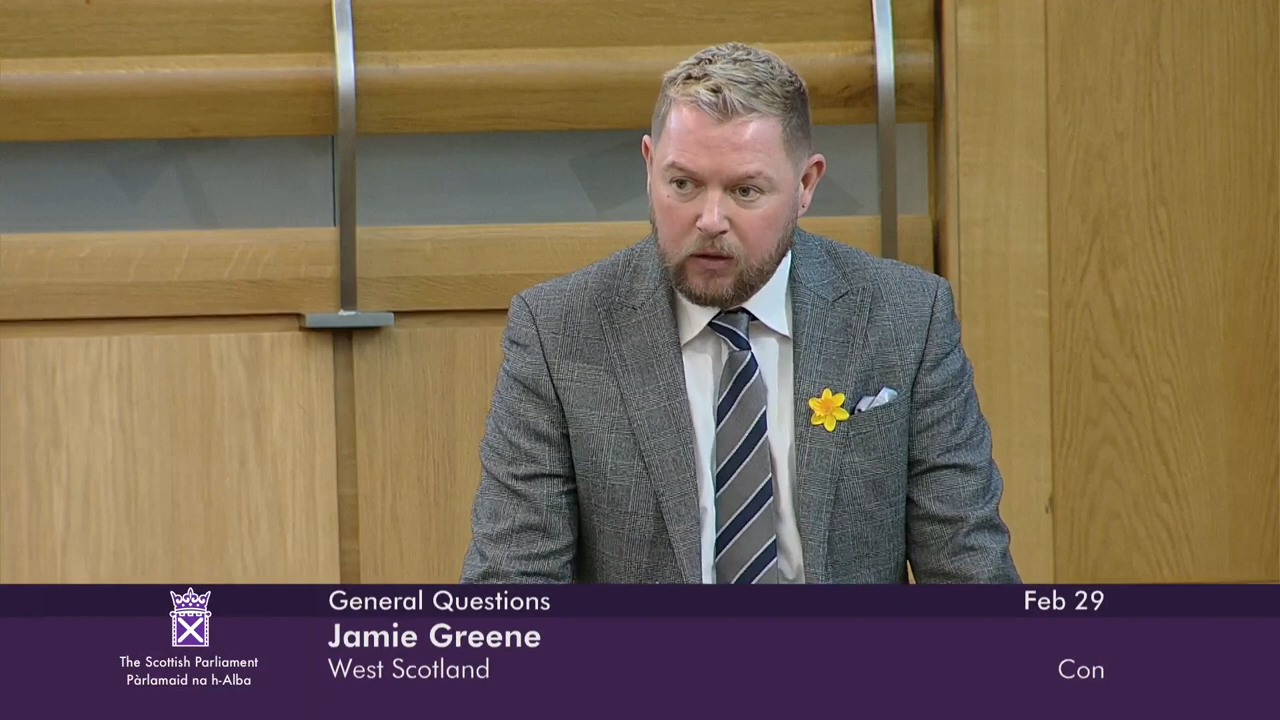 General Questions
Feb 29
Jamie Greene
West Scotland
Con
The Scottish Parliament
Pàrlamaid na h-Alba